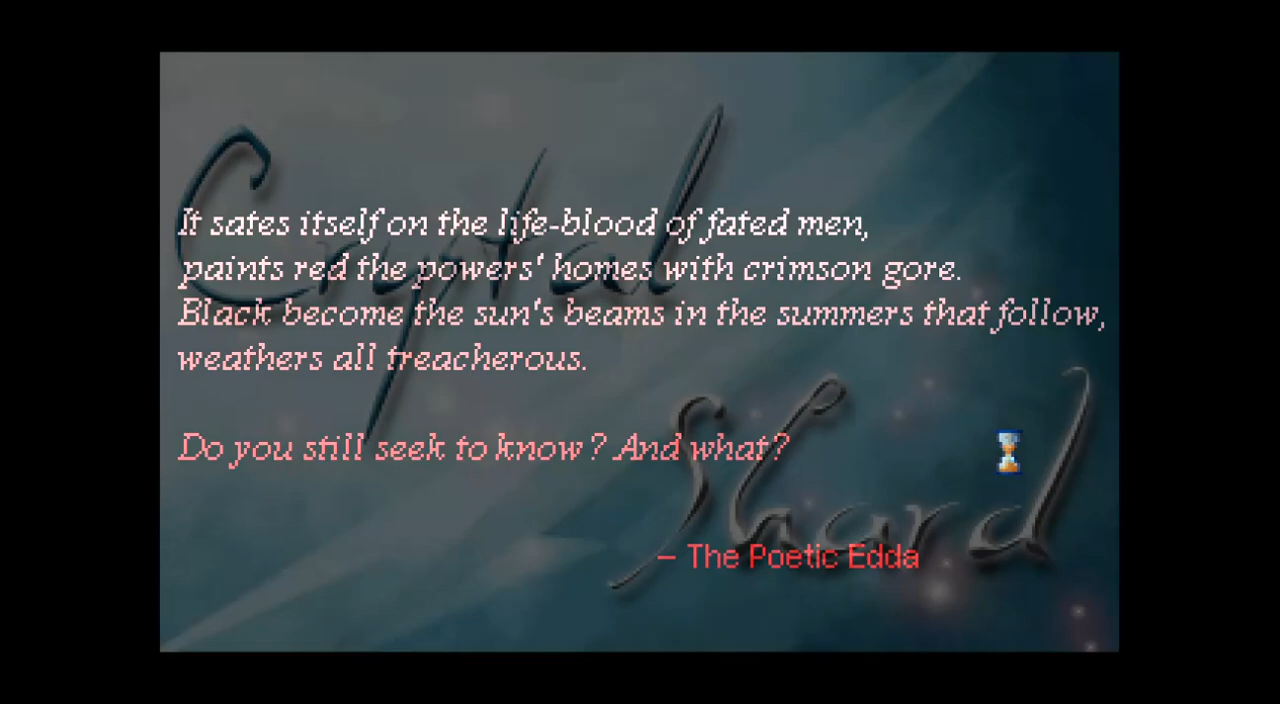 Crystal
It sates itself on the life-blood of fated men,
paints red the powers' homes with crimson gore.
Black become the sun's beams in the summers that follow,
weathers all treacherous.
Do you still seek to know? And what?
Shard
– The Poetic Edda